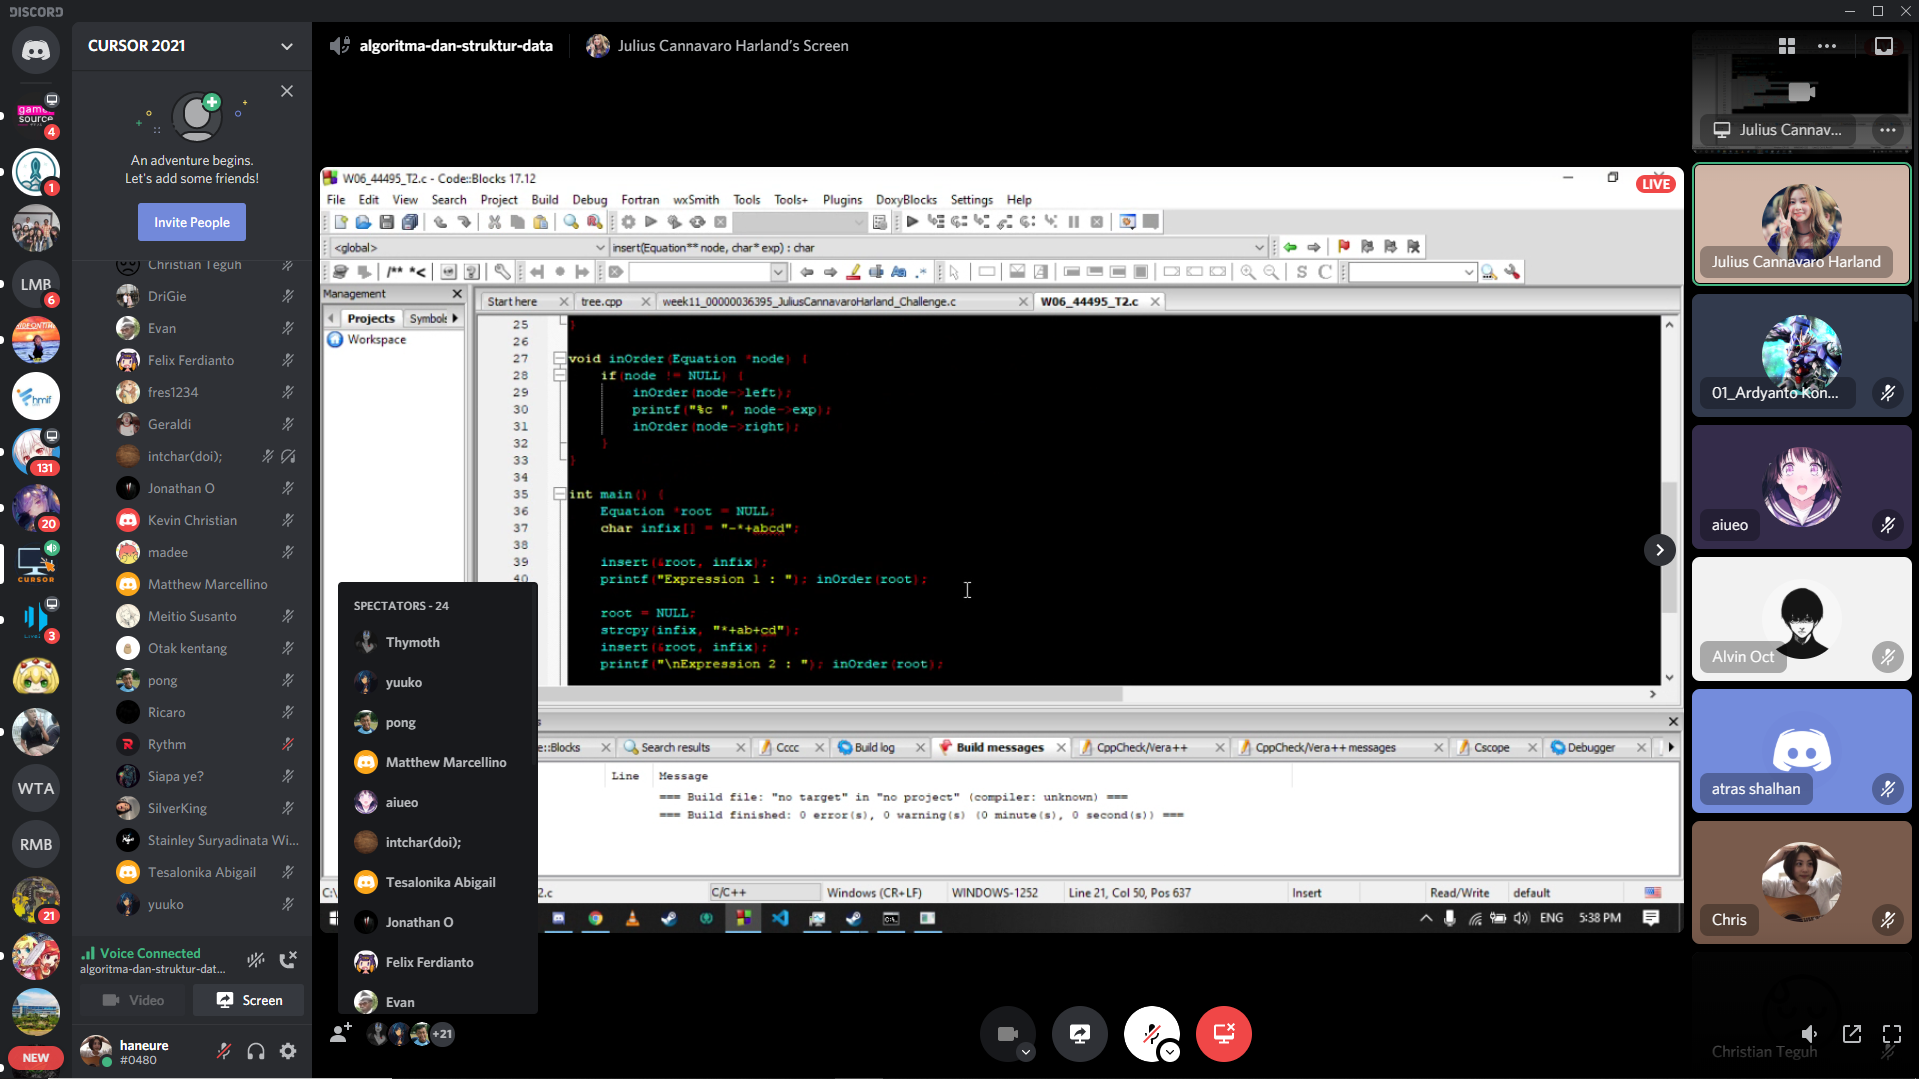 DISCORD
CURSOR 2021
algoritma-dan-struktur-data
Julius Cannavaro Harland's Screen
An adventure begins.
Let's add some friends!
Invite People
Christian Teguh
DriGie
Evan
Felix Ferdianto
fres1234
Geraldi
intchar(doi);
Jonathan O
Kevin Christian
madee
Matthew Marcellino
Meitio Susanto
Otak kentang
pong
Ricaro
Rythm
Siapa ye?
SilverKing
Stainley Suryadinata Wi...
Tesalonika Abigail
yuuko
Voice Connected
algoritma-dan-struktur-dat...
Video
Screen
haneure
#0480
4
1
LMB
6
hmif
131
20
CURSOR
3
WTA
RMB
21
NEW
W06_44495_T2.c - Code::Blocks 17.12
LIVE
File Edit View Search Project Build Debug Fortran wxSmith Tools Tools+ Plugins DoxyBlocks Settings Help
<global>
insert(Equation** node, char* exp) : char
/** *<
S C
Management
Projects
Symbols
Workspace
Start here
tree.cpp
week11_00000036395_JuliusCannavaroHarland_Challenge.c
W06_44495_T2.c
25 }
26
27 void inOrder(Equation *node) {
28 if(node != NULL) {
29 inOrder(node->left);
30 printf("%c ", node->exp);
31 inOrder(node->right);
32 }
33 }
34
35 int main() {
36 Equation *root = NULL;
37 char infix[] = "-*+abcd";
38
39 insert(&root, infix);
40 printf("Expression 1 : "); inOrder(root);
root = NULL;
strcpy(infix, "*+ab+cd");
insert(&root, infix);
printf("\nExpression 2 : "); inOrder(root);
e::Blocks
Search results
Cccc
Build log
Build messages
CppCheck/Vera++
CppCheck/Vera++ messages
Cscope
Debugger
Line Message
=== Build file: "no target" in "no project" (compiler: unknown) ===
=== Build finished: 0 error(s), 0 warning(s) (0 minute(s), 0 second(s)) ===
C:\
2.c
C/C++
Windows (CR+LF)
WINDOWS-1252
Line 21, Col 50, Pos 637
Insert
Read/Write
default
ENG
5:38 PM
SPECTATORS - 24
Thymoth
yuuko
pong
Matthew Marcellino
aiueo
intchar(doi);
Tesalonika Abigail
Jonathan O
Felix Ferdianto
Evan
+21
Julius Cannav...
Julius Cannavaro Harland
01_Ardyanto Kon...
aiueo
Alvin Oct
atras shalhan
Chris
Christian Teguh